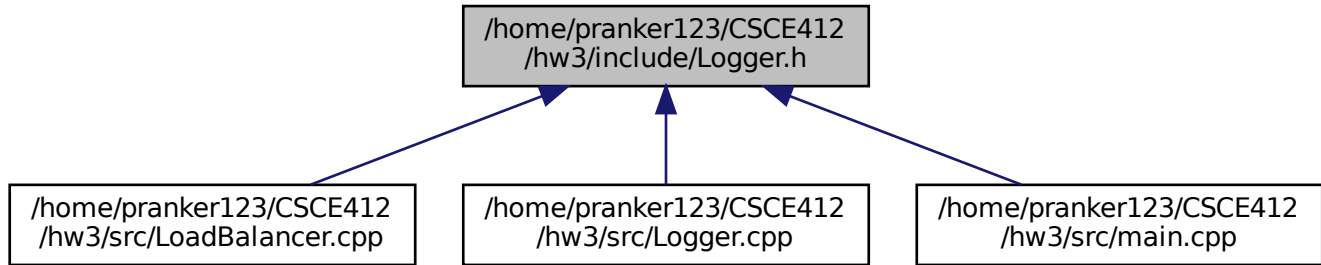 /home/pranker123/CSCE412
/hw3/include/Logger.h
/home/pranker123/CSCE412
/hw3/src/LoadBalancer.cpp
/home/pranker123/CSCE412
/hw3/src/Logger.cpp
/home/pranker123/CSCE412
/hw3/src/main.cpp